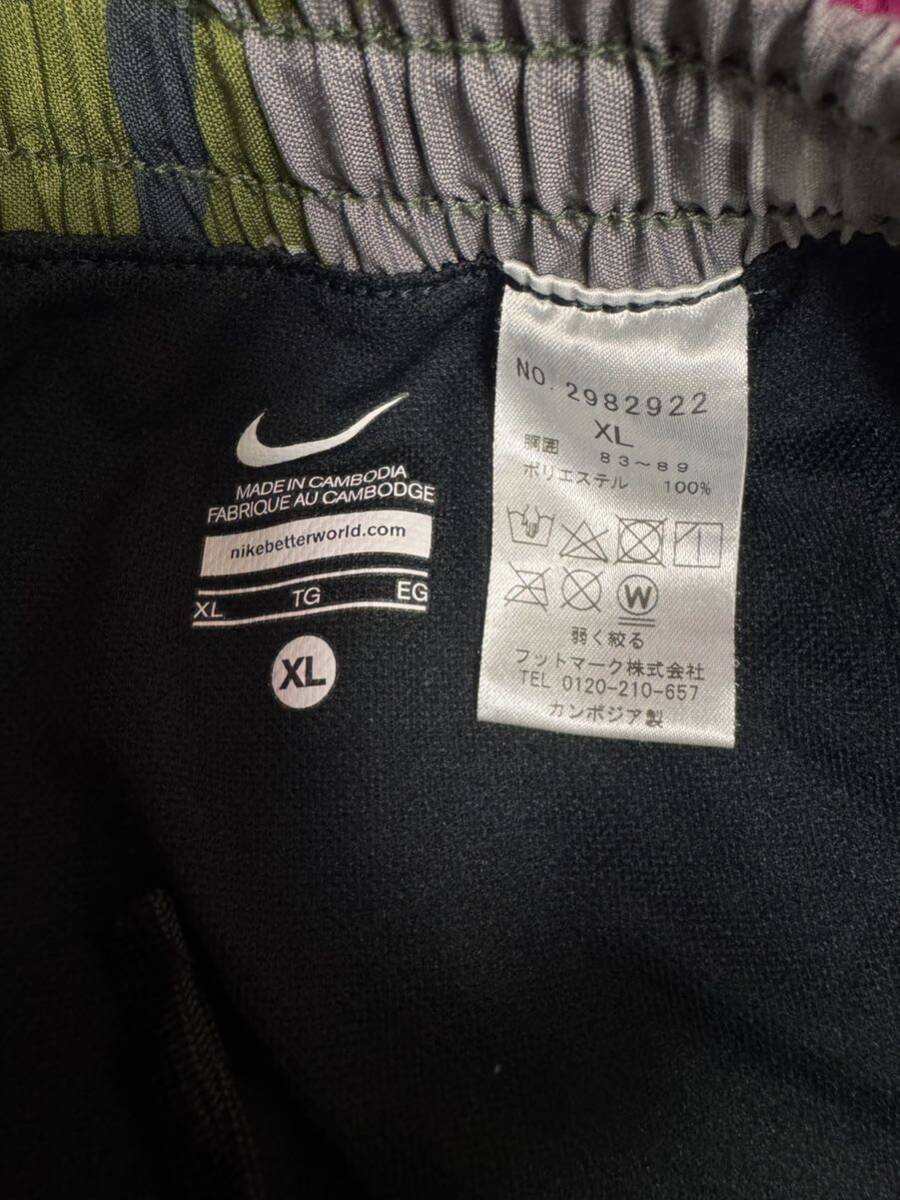 MADE IN CAMBODIA
FABRIQUE AU CAMBODGE
nikebetterworld.com
XL TG EG
XL
NO. 2982922
XL
胴囲 83~89
ポリエステル 100%
W
弱く絞る
フットマーク株式会社
TEL 0120-210-657
カンボジア製